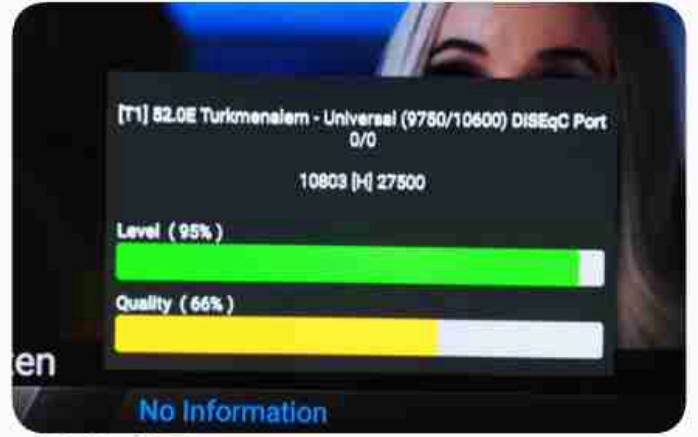 [T1] 52.0E Turkmenalem - Universal (9750/10600) DiSEqC Port
0/0
10803 [H] 27500
Level ( 95% )
Quality ( 66% )
en
No Information